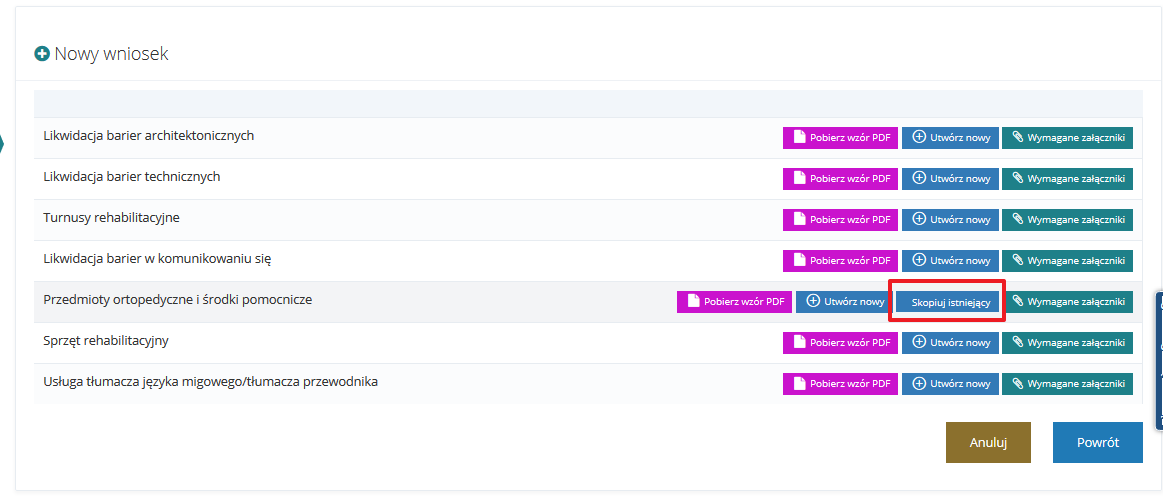 Nowy wniosek
Likwidacja barier architektonicznych Pobierz wzór PDF Utwórz nowy Wymagane załączniki
Likwidacja barier technicznych Pobierz wzór PDF Utwórz nowy Wymagane załączniki
Turnusy rehabilitacyjne Pobierz wzór PDF Utwórz nowy Wymagane załączniki
Likwidacja barier w komunikowaniu się Pobierz wzór PDF Utwórz nowy Wymagane załączniki
Przedmioty ortopedyczne i środki pomocnicze Pobierz wzór PDF Utwórz nowy Skopiuj istniejący Wymagane załączniki
Sprzęt rehabilitacyjny Pobierz wzór PDF Utwórz nowy Wymagane załączniki
Usługa tłumacza języka migowego/tłumacza przewodnika Pobierz wzór PDF Utwórz nowy Wymagane załączniki
Anuluj Powrót